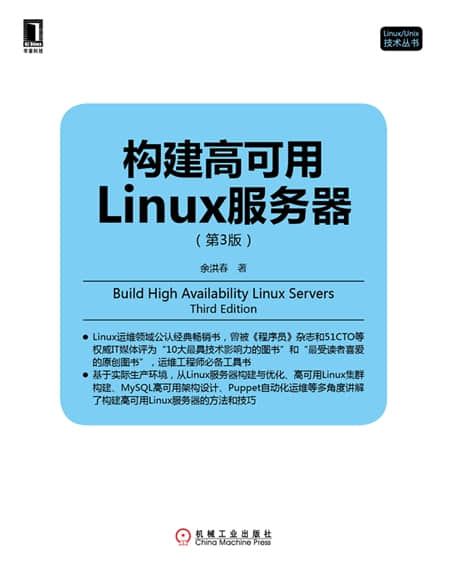 Linux/Unix
技术丛书
华章科技
构建高可用
Linux服务器
（第3版）
余洪春 著
Build High Availability Linux Servers
Third Edition
● Linux运维领域公认经典畅销书，曾被《程序员》杂志和51CTO等
权威IT媒体评为“10大最具技术影响力的图书”和“最受读者喜爱
的原创图书”，运维工程师必备工具书
● 基于实际生产环境，从Linux服务器构建与优化、高可用Linux集群
构建、MySQL高可用架构设计、Puppet自动化运维等多角度讲解
了构建高可用Linux服务器的方法和技巧
机械工业出版社
China Machine Press